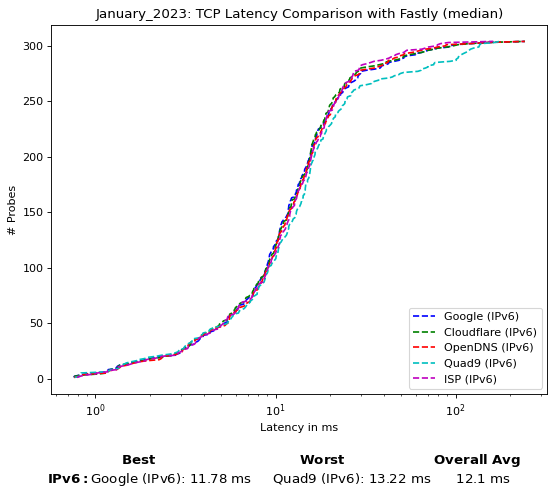 January_2023: TCP Latency Comparison with Fastly (median)
300
250
200
150
100
50
0
# Probes
10⁰
10¹
10²
Latency in ms
Google (IPv6)
Cloudflare (IPv6)
OpenDNS (IPv6)
Quad9 (IPv6)
ISP (IPv6)
Best Worst Overall Avg
IPv6: Google (IPv6): 11.78 ms Quad9 (IPv6): 13.22 ms 12.1 ms